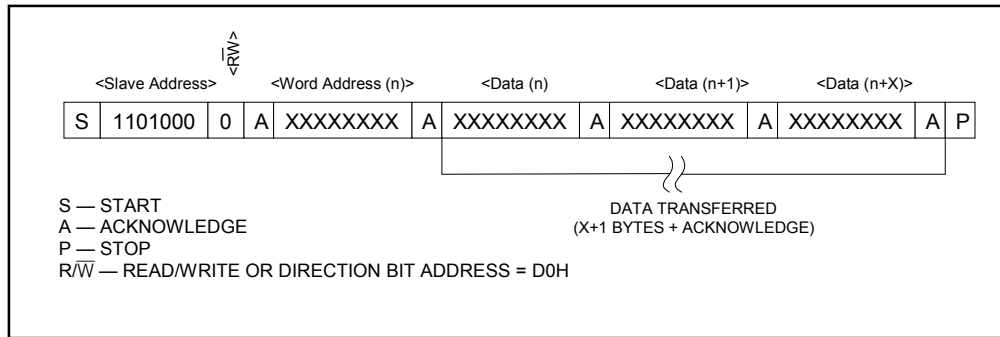 <RW̅>
<Slave Address> <Word Address (n)> <Data (n) <Data (n+1)> <Data (n+X)>
S 1101000 0 A XXXXXXXX A XXXXXXXX A XXXXXXXX A XXXXXXXX A P
S — START
A — ACKNOWLEDGE
P — STOP
R/W̅ — READ/WRITE OR DIRECTION BIT ADDRESS = D0H
DATA TRANSFERRED
(X+1 BYTES + ACKNOWLEDGE)